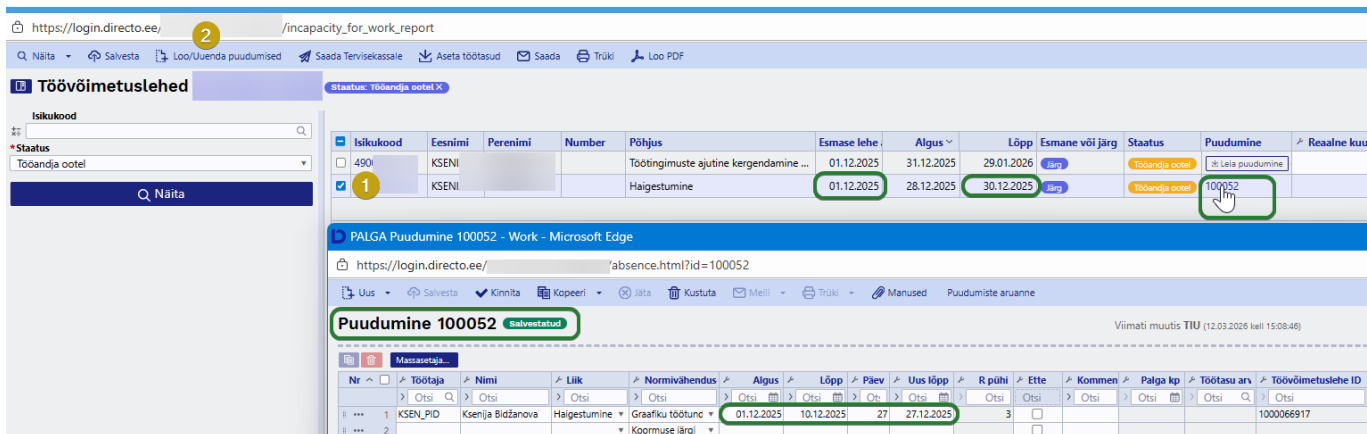 https://login.directo.ee/ /incapacity_for_work_report
2
Näita Salvesta Loo/Uuenda puudumised Saada Tervisekassale Aseta töötasud Saada Trüki Loo PDF
Töövõimetuslehed Staatus: Tööandja ootel X
Isikukood
*Staatus
Tööandja ootel
Näita
Isikukood Eesnimi Perenimi Number Põhjus Esmase lehe Algus Lõpp Esmane või järg Staatus Puudumine Reaalne kuu
490 KSENI Töötingimuste ajutine kergendamine ... 01.12.2025 31.12.2025 29.01.2026 Järg Tööandja ootel Leia puudumine
1 KSENI Haigestumine 01.12.2025 28.12.2025 30.12.2025 Järg Tööandja ootel 100052
PALGA Puudumine 100052 - Work - Microsoft Edge
https://login.directo.ee/ /absence.html?id=100052
Uus Salvesta Kinnita Kopeeri Jäta Kustuta Meili Trüki Manused Puudumiste aruanne
Puudumine 100052 Salvestatud Viimati muutis TIU (12.03.2026 kell 15:08:46)
Massasetaja...
Nr Töötaja Nimi Liik Normivähendus Algus Lõpp Päev Uus lõpp R pühi Ette Kommen Palga kp Töötasu arv Töövõimetuslehe ID
Otsi Otsi Otsi Otsi Otsi Otsi Ot: Otsi Otsi Otsi Otsi Otsi Otsi Otsi
1 KSEN_PID Ksenija Bidžanova Haigestumine Graafiku töötund 01.12.2025 10.12.2025 27 27.12.2025 3 1000066917
2 Koormuse järgi